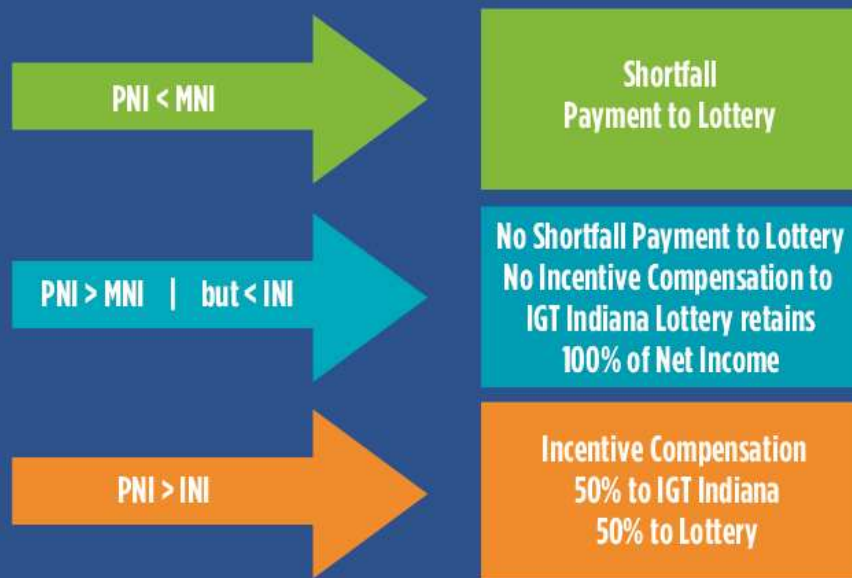 PNI < MNI
Shortfall
Payment to Lottery
PNI > MNI | but < INI
No Shortfall Payment to Lottery
No Incentive Compensation to
IGT Indiana Lottery retains
100% of Net Income
PNI > INI
Incentive Compensation
50% to IGT Indiana
50% to Lottery